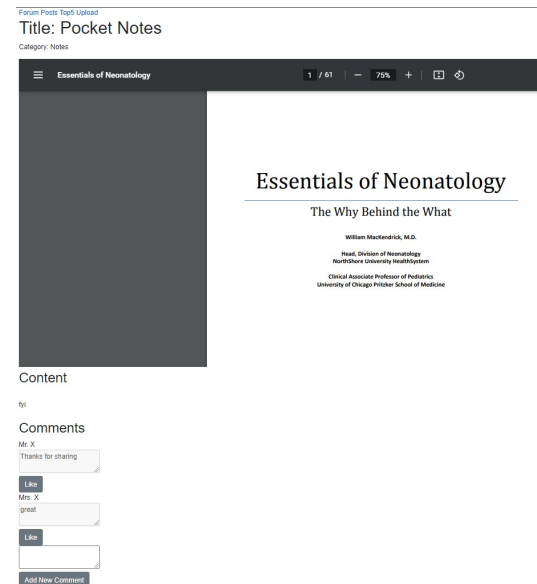 Forum Posts Top5 Upload
Title: Pocket Notes
Category: Notes
Essentials of Neonatology 1 / 61 75%
Essentials of Neonatology
The Why Behind the What
William MacKendrick, M.D.
Head, Division of Neonatology
NorthShore University HealthSystem
Clinical Associate Professor of Pediatrics
University of Chicago Pritzker School of Medicine
Content
fyi
Comments
Mr. X
Thanks for sharing
Like
Mrs. X
great
Like
Add New Comment